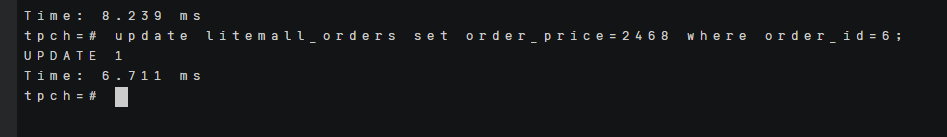 Time: 8.239 ms
tpch=# update litemall_orders set order_price=2468 where order_id=6;
UPDATE 1
Time: 6.711 ms
tpch=#